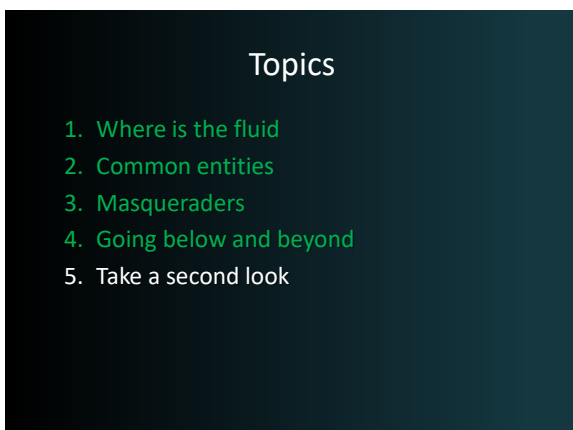 Topics
1. Where is the fluid
2. Common entities
3. Masqueraders
4. Going below and beyond
5. Take a second look